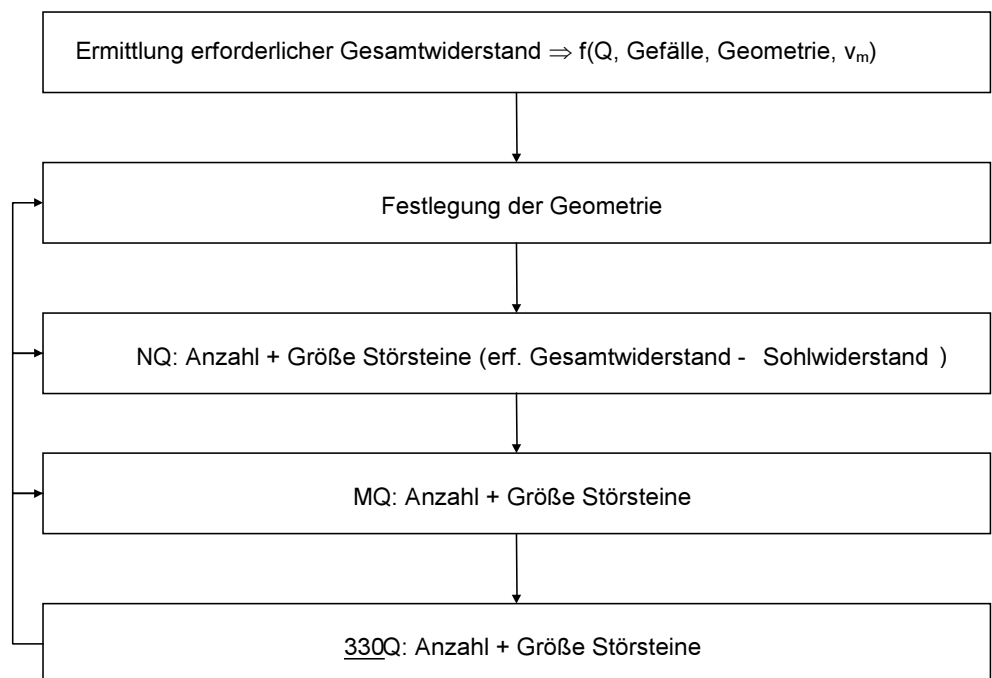 Ermittlung erforderlicher Gesamtwiderstand ⇒ f(Q, Gefälle, Geometrie, vm)
Festlegung der Geometrie
NQ: Anzahl + Größe Störsteine (erf. Gesamtwiderstand - Sohlwiderstand )
MQ: Anzahl + Größe Störsteine
330Q: Anzahl + Größe Störsteine